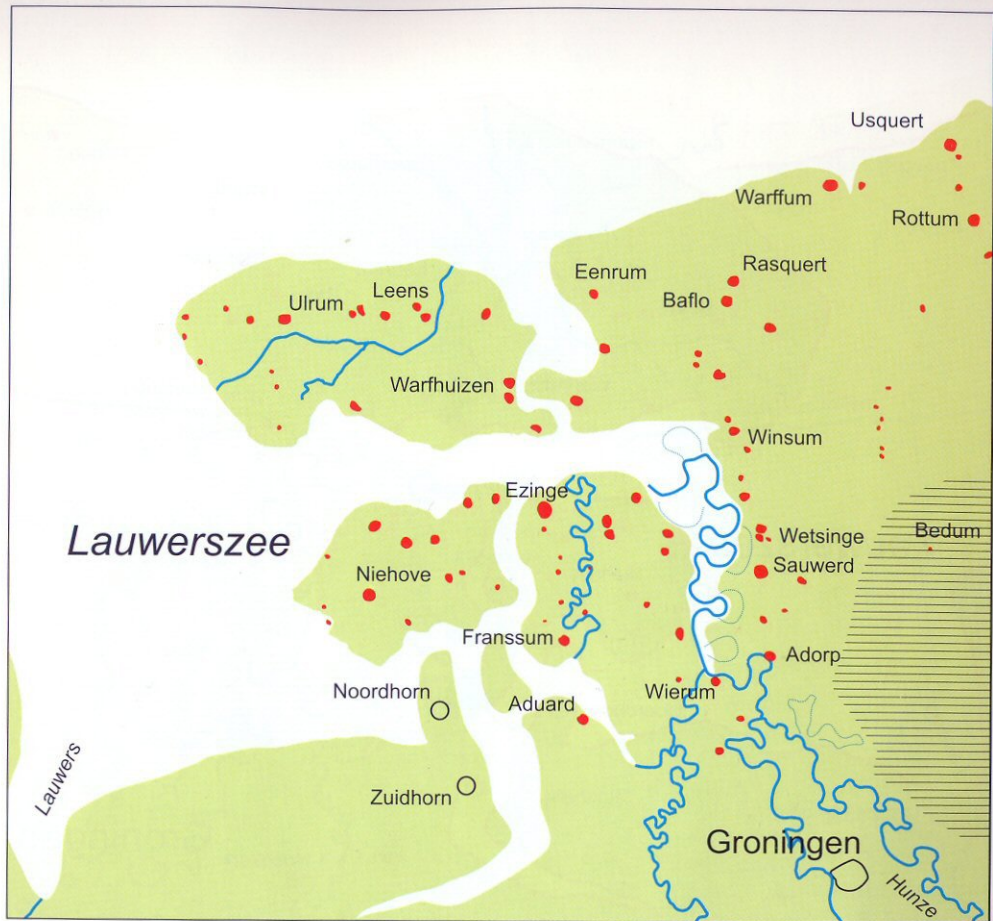 Usquert
Warffum
Rottum
Rasquert
Eenrum
Baflo
Leens
Ulrum
Warfhuizen
Winsum
Ezinge
Lauwerszee
Wetsinge
Bedum
Sauwerd
Niehove
Franssum
Adorp
Noordhorn
Aduard
Wierum
Lauwers
Zuidhorn
Groningen
Hunze